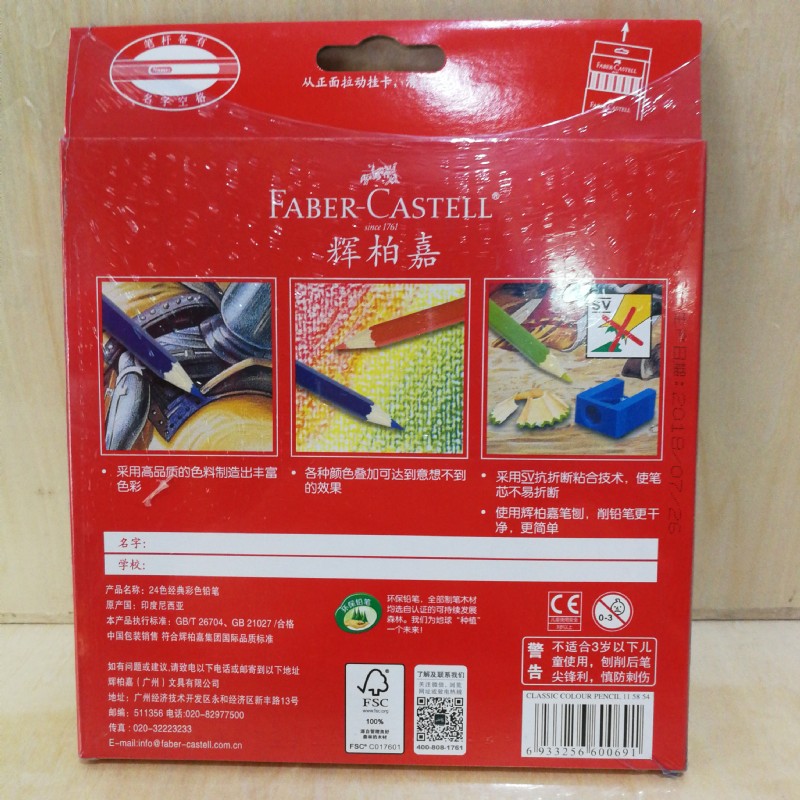 笔杆备有
名字空格
从正面拉动挂卡
FABER-CASTELL
FABER-CASTELL
FABER-CASTELL®
since 1761
辉柏嘉
SV
2018/07/26
• 采用高品质的色料制造出丰富
色彩
• 各种颜色叠加可达到意想不到
的效果
• 采用SV抗折断粘合技术，使笔
芯不易折断
• 使用辉柏嘉笔刨，削铅笔更干
净，更简单
名字：
学校：
产品名称：24色经典彩色铅笔
原产国：印度尼西亚
本产品执行标准：GB/T 26704、GB 21027 /合格
中国包装销售 符合辉柏嘉集团国际品质标准
环保铅笔
环保铅笔，全部制笔木材
均选自认证的可持续发展
森林。我们为地球“种植”
一个未来！
CE
0-3
警告
不适合3岁以下儿
童使用，刨削后笔
尖锋利，慎防刺伤
如有问题或建议,请致电以下电话或邮寄到以下地址
辉柏嘉（广州）文具有限公司
地址：广州经济技术开发区永和经济区新丰路13号
邮编：511356 电话:020-82977500
传真：020-32223233
E-mail:info@faber-castell.com.cn
FSC
www.fsc.org
100%
FSC® C017601
了解及联系我们
400-808-1761
CLASSIC COLOUR PENCIL 11 58 54
6 933256 600691